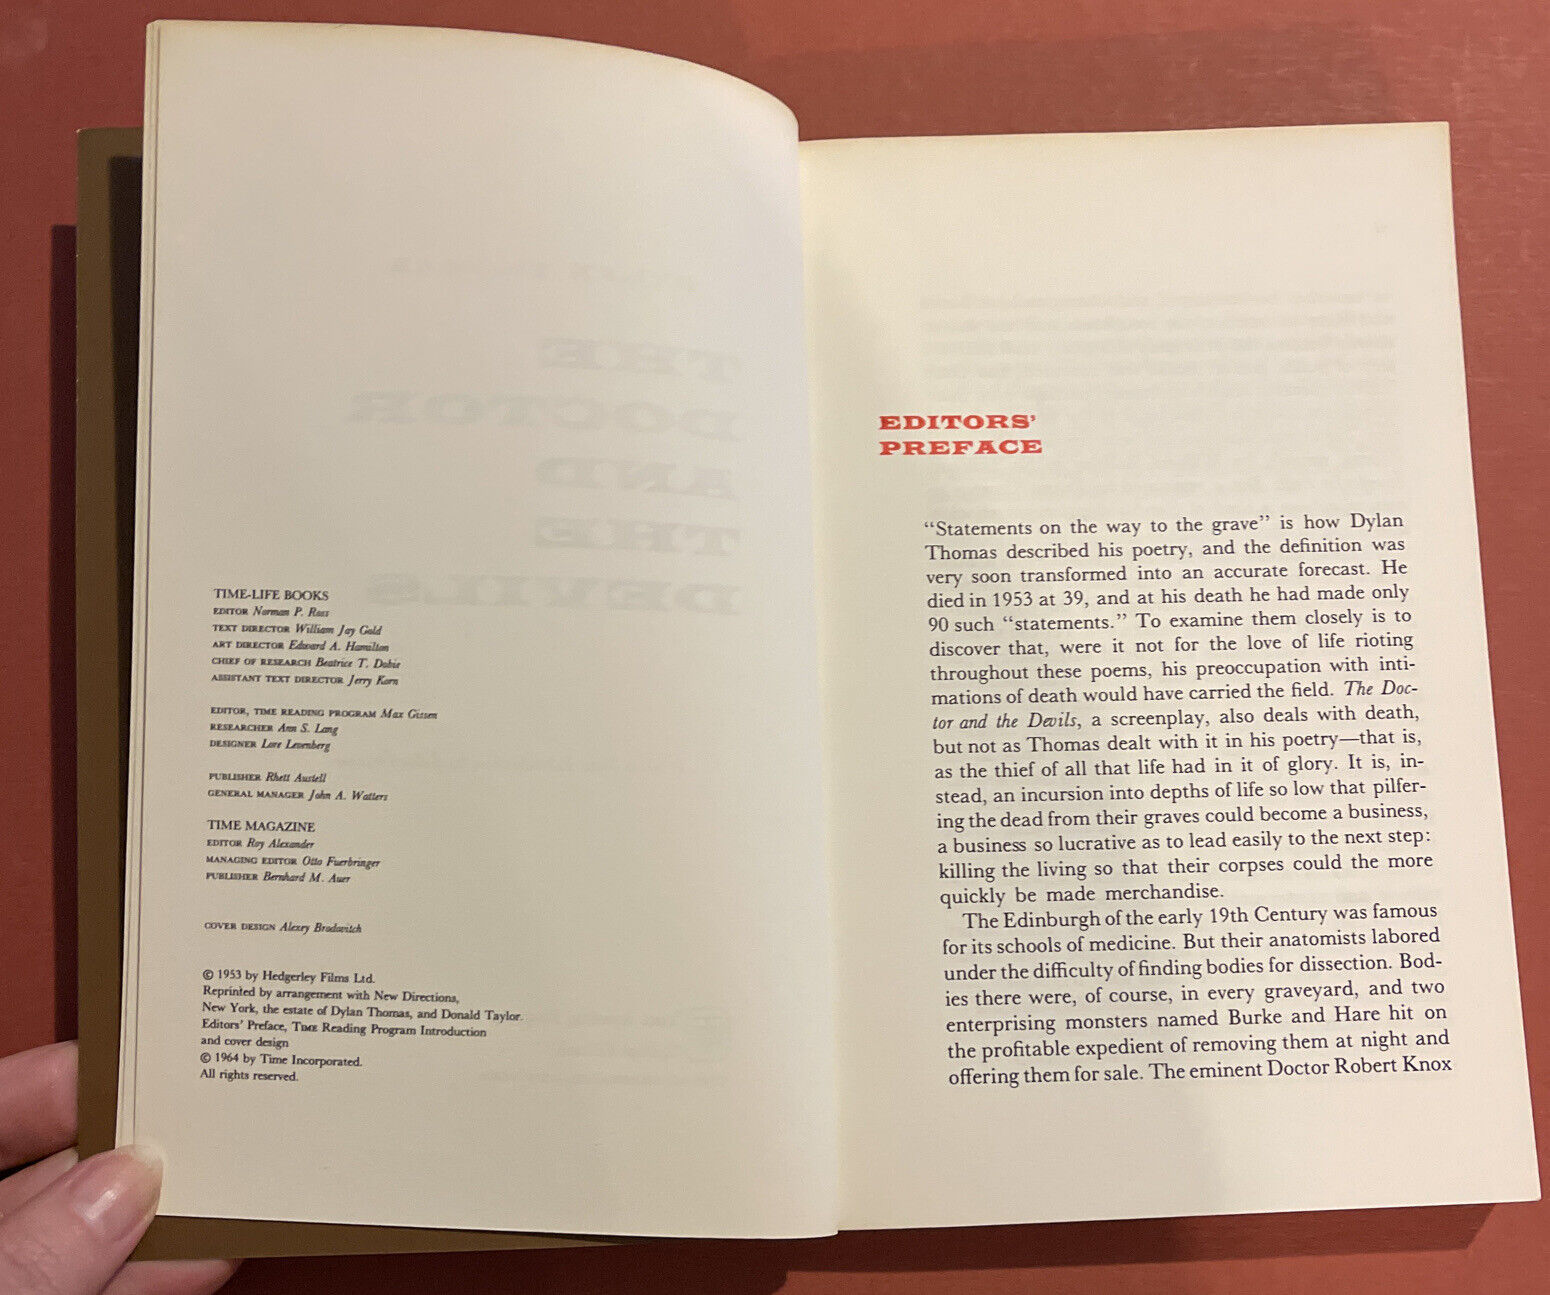 TIME-LIFE BOOKS
EDITOR Norman P. Ross
TEXT DIRECTOR William Jay Gold
ART DIRECTOR Edward A. Hamilton
CHIEF OF RESEARCH Beatrice T. Dobie
ASSISTANT TEXT DIRECTOR Jerry Korn
EDITOR, TIME READING PROGRAM Max Gissen
RESEARCHER Ann S. Lang
DESIGNER Lore Levenberg
PUBLISHER Rhett Austell
GENERAL MANAGER John A. Watters
TIME MAGAZINE
EDITOR Roy Alexander
MANAGING EDITOR Otto Fuerbringer
PUBLISHER Bernhard M. Auer
COVER DESIGN Alexey Brodovitch
© 1953 by Hedgerley Films Ltd.
Reprinted by arrangement with New Directions,
New York, the estate of Dylan Thomas, and Donald Taylor.
Editors' Preface, TIME Reading Program Introduction
and cover design
© 1964 by Time Incorporated.
All rights reserved.
THE
DOCTOR
AND
THE
DEVILS
EDITORS'
PREFACE
“Statements on the way to the grave” is how Dylan
Thomas described his poetry, and the definition was
very soon transformed into an accurate forecast. He
died in 1953 at 39, and at his death he had made only
90 such “statements.” To examine them closely is to
discover that, were it not for the love of life rioting
throughout these poems, his preoccupation with inti-
mations of death would have carried the field. The Doc-
tor and the Devils, a screenplay, also deals with death,
but not as Thomas dealt with it in his poetry—that is,
as the thief of all that life had in it of glory. It is, in-
stead, an incursion into depths of life so low that pilfer-
ing the dead from their graves could become a business,
a business so lucrative as to lead easily to the next step:
killing the living so that their corpses could the more
quickly be made merchandise.
The Edinburgh of the early 19th Century was famous
for its schools of medicine. But their anatomists labored
under the difficulty of finding bodies for dissection. Bod-
ies there were, of course, in every graveyard, and two
enterprising monsters named Burke and Hare hit on
the profitable expedient of removing them at night and
offering them for sale. The eminent Doctor Robert Knox